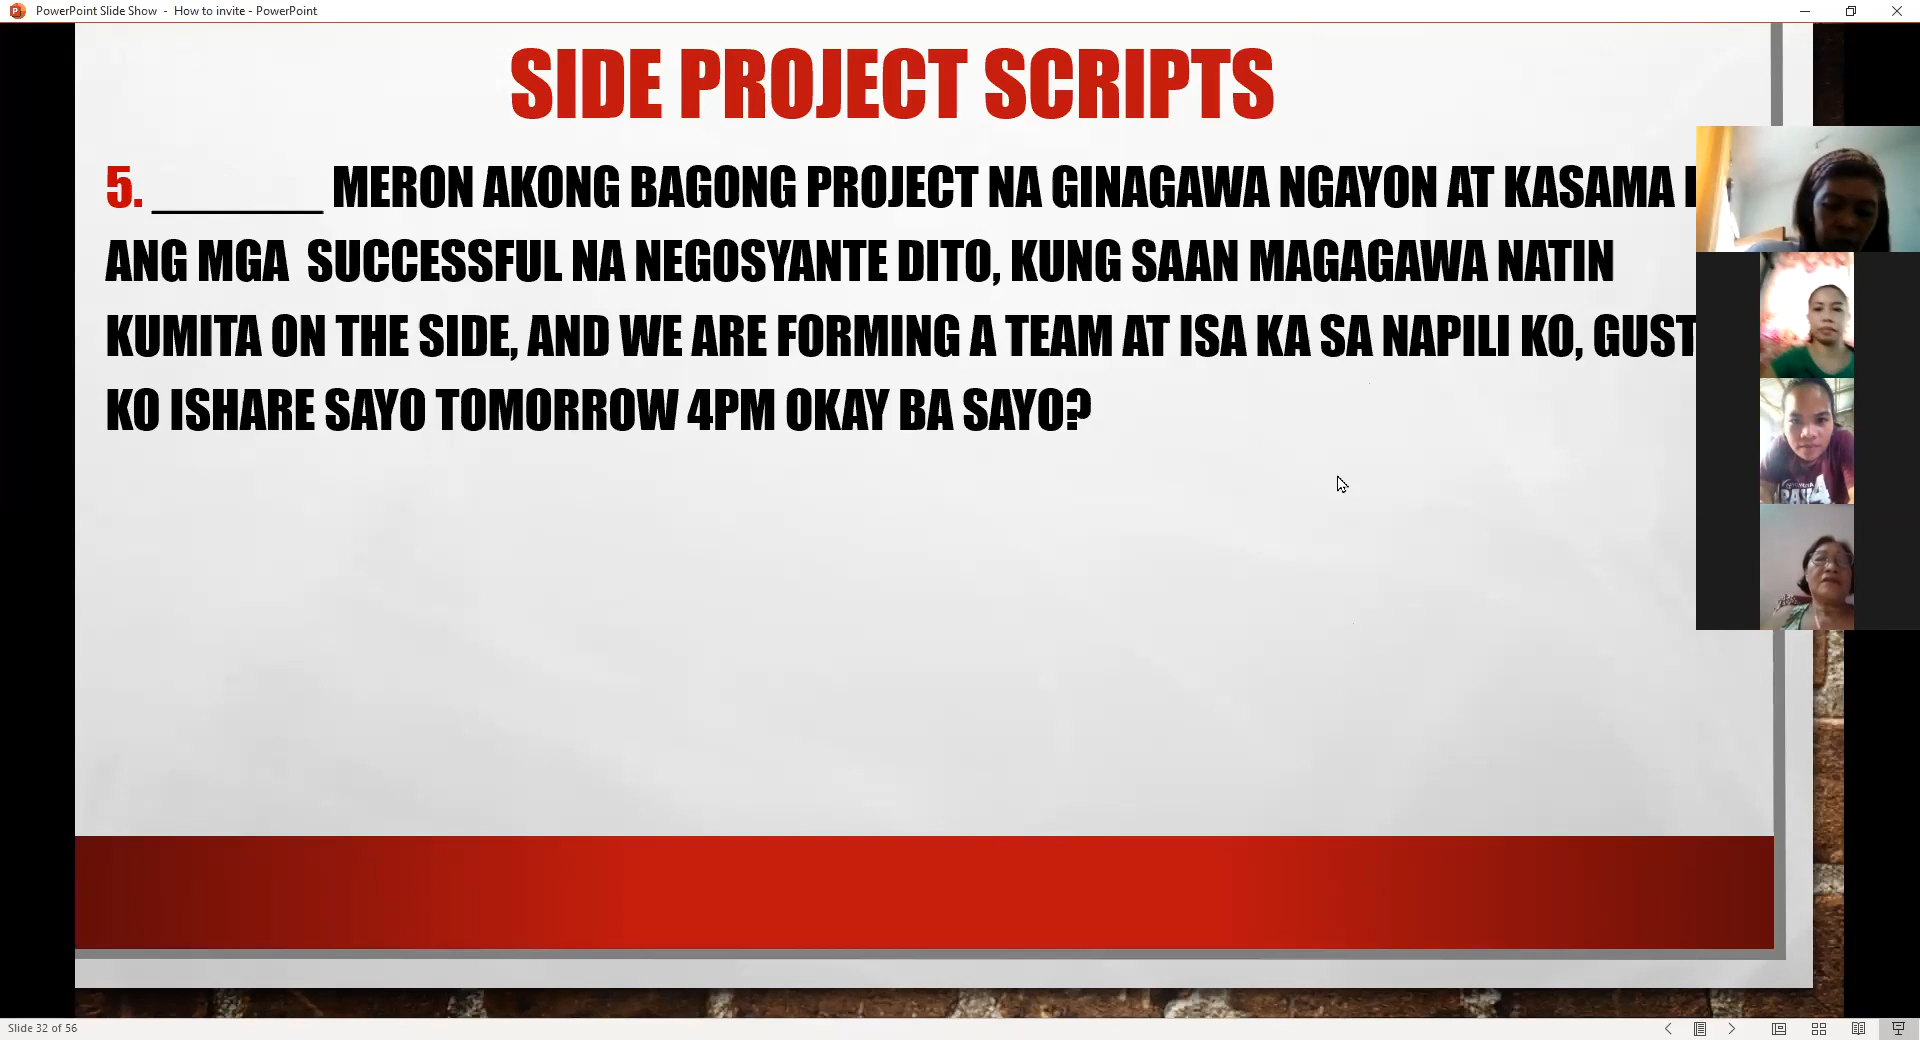 PowerPoint Slide Show - How to invite - PowerPoint
SIDE PROJECT SCRIPTS
5. ______ MERON AKONG BAGONG PROJECT NA GINAGAWA NGAYON AT KASAMA
ANG MGA SUCCESSFUL NA NEGOSYANTE DITO, KUNG SAAN MAGAGAWA NATIN
KUMITA ON THE SIDE, AND WE ARE FORMING A TEAM AT ISA KA SA NAPILI KO, GUST
KO ISHARE SAYO TOMORROW 4PM OKAY BA SAYO?
Slide 32 of 56